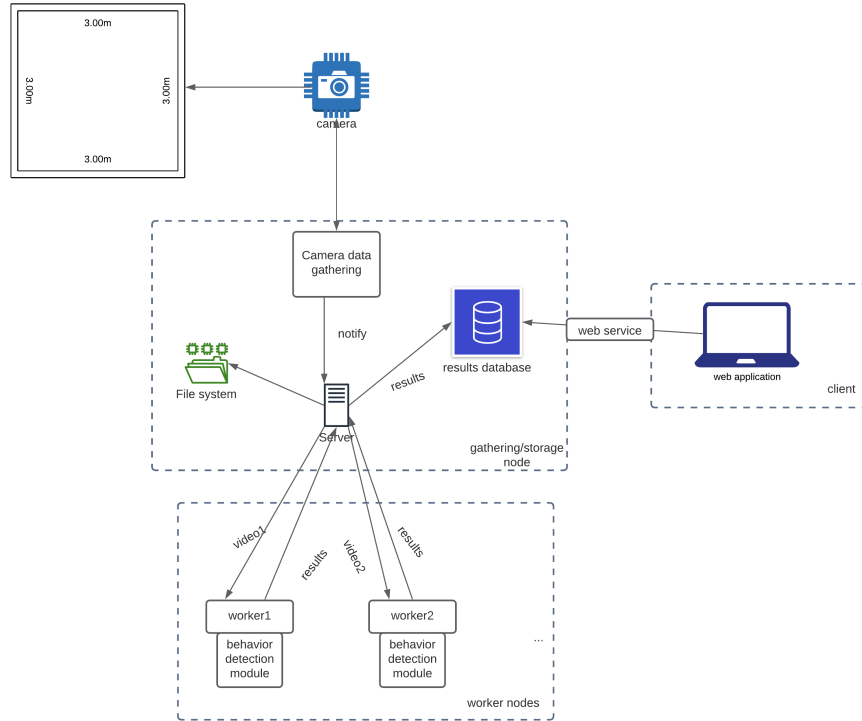 3.00m
3.00m
3.00m
3.00m
camera
Camera data
gathering
notify
File system
results database
web service
web application
client
results
Server
gathering/storage
node
video1
results
video2
results
worker1
worker2
behavior
detection
module
behavior
detection
module
...
worker nodes